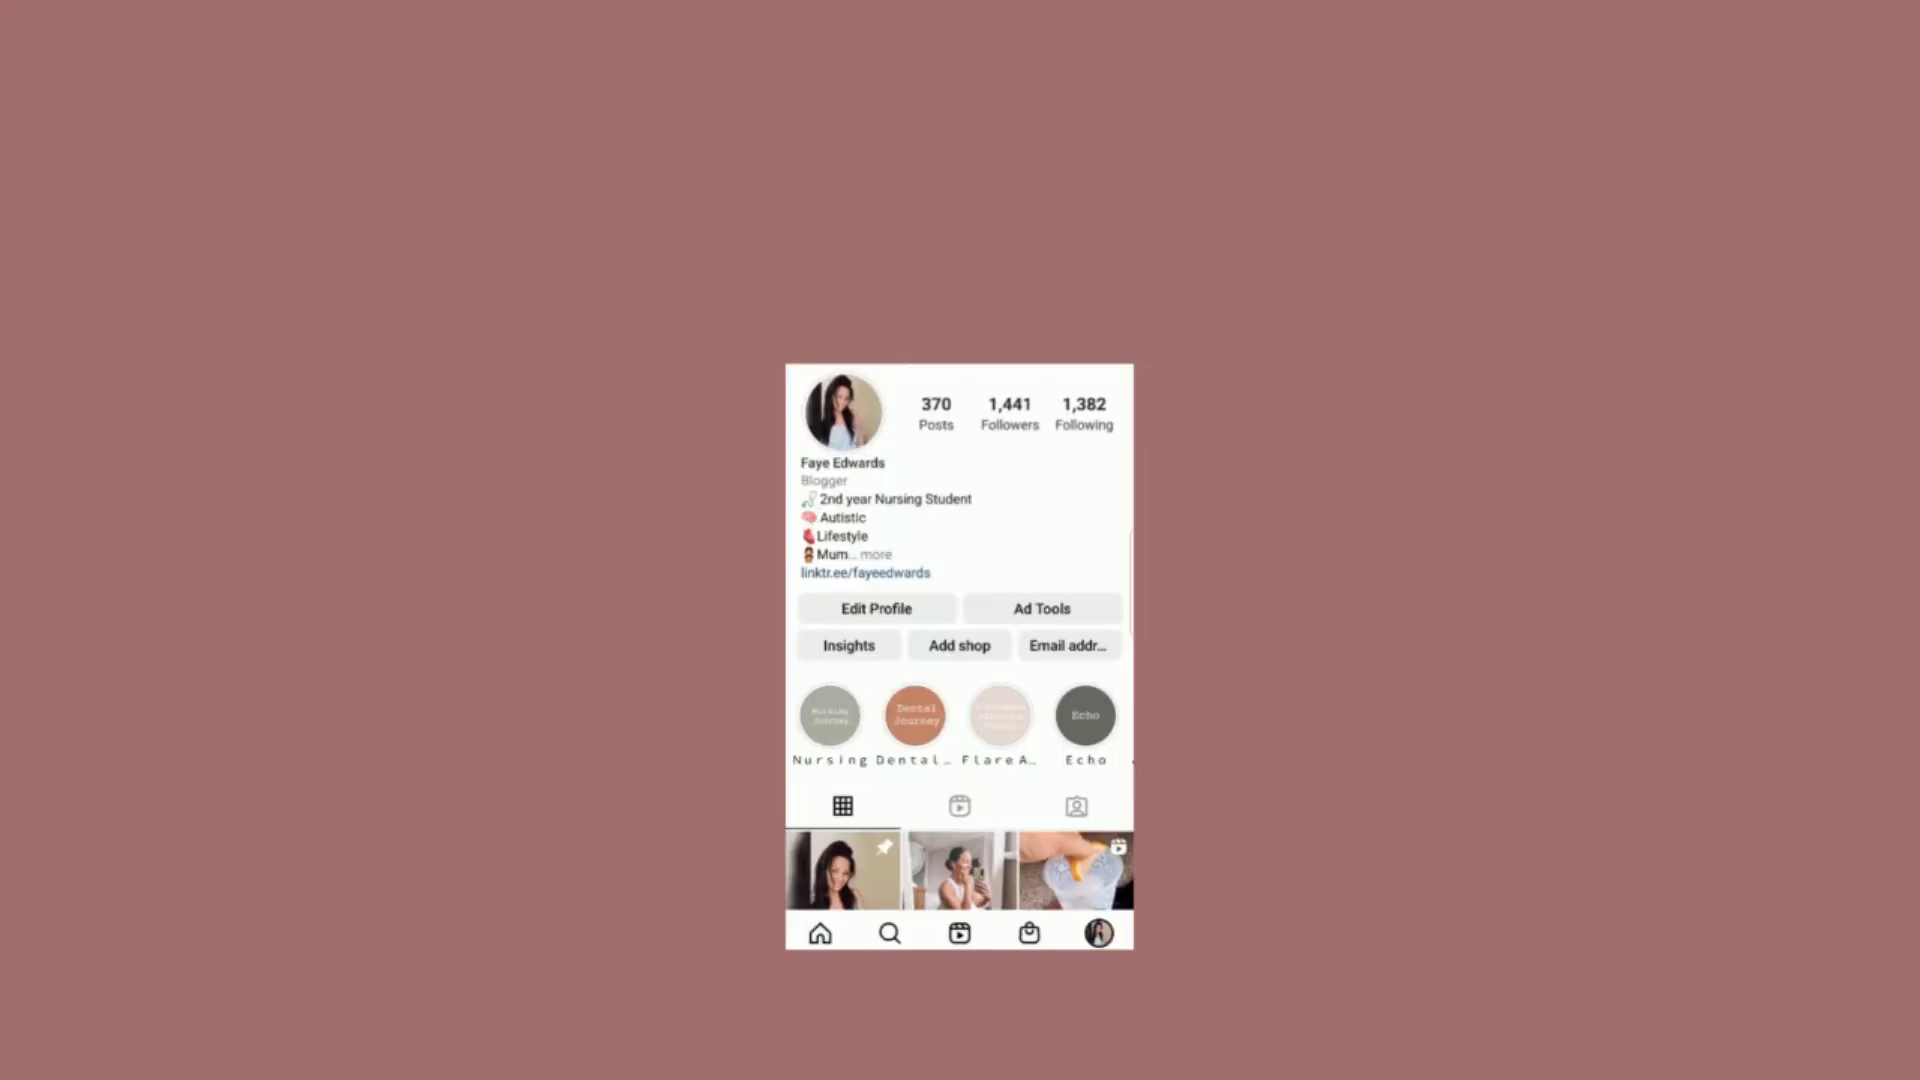 370 1,441 1,382
Posts Followers Following
Faye Edwards
Blogger
2nd year Nursing Student
Autistic
Lifestyle
Mum... more
linktr.ee/fayeedwards
Edit Profile Ad Tools
Insights Add shop Email addr...
Nursing Journey
Dental Journey
Echo
Nursing Dental... Flare A... Echo